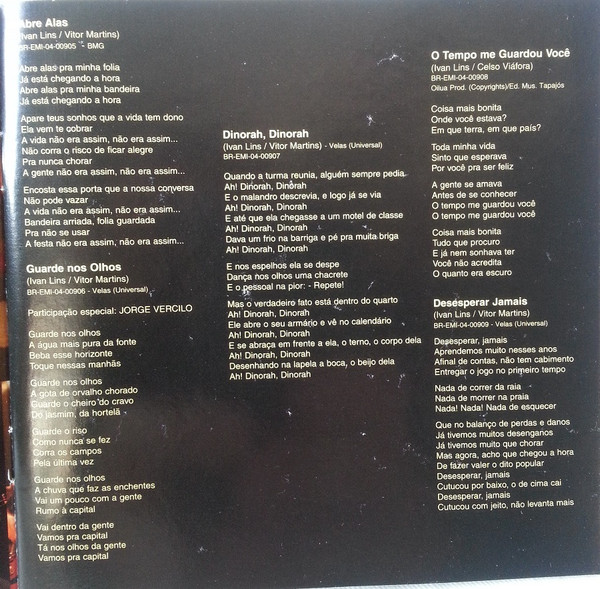 Abre Alas
(Ivan Lins / Vitor Martins)
BR-EMI-04-00905 - BMG
Abre alas pra minha folia
Já está chegando a hora
Abre alas pra minha bandeira
Já está chegando a hora
Apare teus sonhos que a vida tem dono
Ela vem te cobrar
A vida não era assim, não era assim...
Não corra o risco de ficar alegre
Pra nunca chorar
A gente não era assim, não era assim...
Encosta essa porta que a nossa conversa
Não pode vazar
A vida não era assim, não era assim...
Bandeira arriada, folia guardada
Pra não se usar
A festa não era assim, não era assim...
Guarde nos Olhos
(Ivan Lins / Vitor Martins)
BR-EMI-04-00906 - Velas (Universal)
Participação especial: JORGE VERCILO
Guarde nos olhos
A água mais pura da fonte
Beba esse horizonte
Toque nessas manhãs
Guarde nos olhos
A gota de orvalho chorado
Guarde o cheiro do cravo
De jasmim, da hortelã
Guarde o riso
Como nunca se fez
Corra os campos
Pela última vez
Guarde nos olhos
A chuva que faz as enchentes
Vai um pouco com a gente
Rumo à capital
Vai dentro da gente
Vamos pra capital
Tá nos olhos da gente
Vamos pra capital
Dinorah, Dinorah
(Ivan Lins / Vitor Martins) - Velas (Universal)
BR-EMI-04-00907
Quando a turma reunia, alguém sempre pedia
Ah! Dinorah, Dinorah
E o malandro descrevia, e logo já se via
Ah! Dinorah, Dinorah
E até que ela chegasse a um motel de classe
Ah! Dinorah, Dinorah
Dava um frio na barriga e pé pra muita briga
Ah! Dinorah, Dinorah
E nos espelhos ela se despe
Dança nos olhos uma chacrete
E o pessoal na pior: - Repete!
Mas o verdadeiro fato está dentro do quarto
Ah! Dinorah, Dinorah
Ele abre o seu armário e vê no calendário
Ah! Dinorah, Dinorah
E se abraça em frente a ela, o terno, o corpo dela
Ah! Dinorah, Dinorah
Desenhando na lapela a boca, o beijo dela
Ah! Dinorah, Dinorah
O Tempo me Guardou Você
(Ivan Lins / Celso Viáfora)
BR-EMI-04-00908
Oilua Prod. (Copyrights)/Ed. Mus. Tapajós
Coisa mais bonita
Onde você estava?
Em que terra, em que país?
Toda minha vida
Sinto que esperava
Por você pra ser feliz
A gente se amava
Antes de se conhecer
O tempo me guardou você
O tempo me guardou você
Coisa mais bonita
Tudo que procuro
E já nem sonhava ter
Você não acredita
O quanto era escuro
Desesperar Jamais
(Ivan Lins / Vitor Martins)
BR-EMI-04-00909 - Velas (Universal)
Desesperar, jamais
Aprendemos muito nesses anos
Afinal de contas, não tem cabimento
Entregar o jogo no primeiro tempo
Nada de correr da raia
Nada de morrer na praia
Nada! Nada! Nada de esquecer
Que no balanço de perdas e danos
Já tivemos muitos desenganos
Já tivemos muito que chorar
Mas agora, acho que chegou a hora
De fazer valer o dito popular
Desesperar, jamais
Cutucou por baixo, o de cima cai
Desesperar, jamais
Cutucou com jeito, não levanta mais